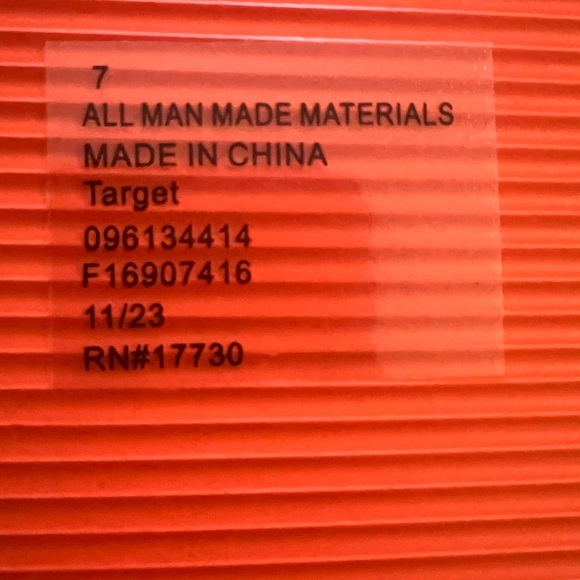 7
ALL MAN MADE MATERIALS
MADE IN CHINA
Target
096134414
F16907416
11/23
RN#17730